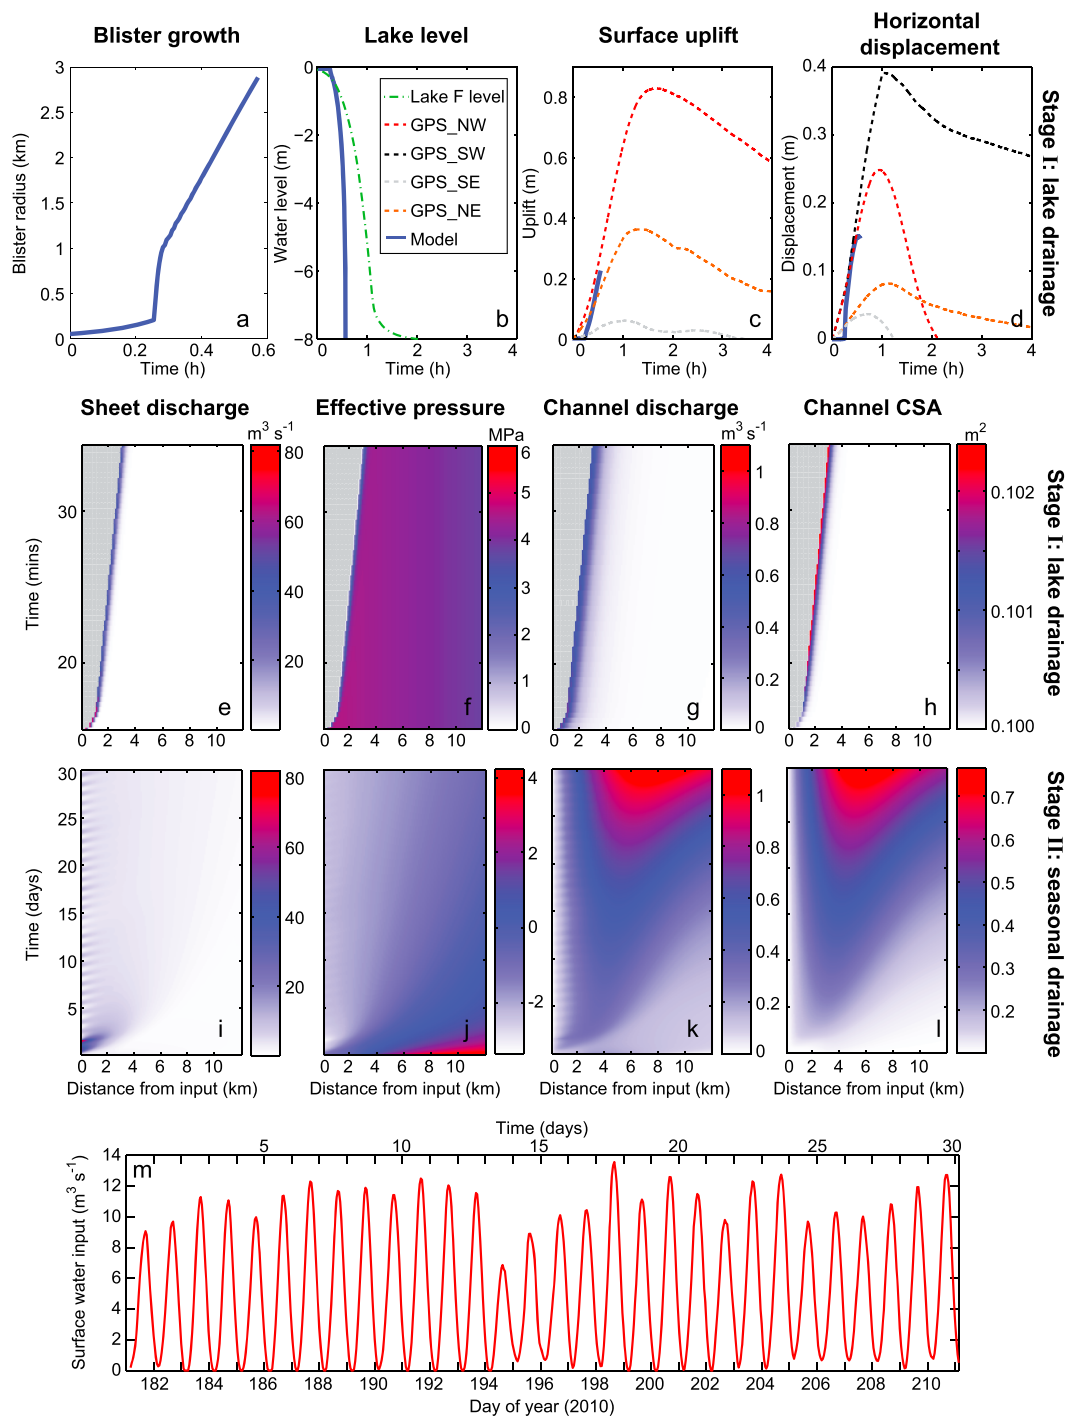 Blister growth
Lake level
Surface uplift
Horizontal
displacement
Blister radius (km)
3
2.5
2
1.5
1
0.5
0
0
0.2
0.4
0.6
Time (h)
a
Water level (m)
0
−2
−4
−6
−8
0
1
2
3
4
Time (h)
b
Lake F level
GPS_NW
GPS_SW
GPS_SE
GPS_NE
Model
Uplift (m)
0.8
0.6
0.4
0.2
0
0
1
2
3
4
Time (h)
c
Displacement (m)
0.4
0.3
0.2
0.1
0
0
1
2
3
4
Time (h)
d
Stage I: lake drainage
Sheet discharge
Effective pressure
Channel discharge
Channel CSA
m3 s-1
MPa
m3 s-1
m2
Time (mins)
30
20
0 2 4 6 8 10
e
80
60
40
20
0 2 4 6 8 10
f
6
5
4
3
2
1
0
0 2 4 6 8 10
g
1
0.8
0.6
0.4
0.2
0
0 2 4 6 8 10
h
0.102
0.101
0.100
Stage I: lake drainage
Time (days)
30
25
20
15
10
5
0 2 4 6 8 10
i
80
60
40
20
Distance from input (km)
0 2 4 6 8 10
j
4
2
0
-2
Distance from input (km)
0 2 4 6 8 10
k
1
0.8
0.6
0.4
0.2
0
Distance from input (km)
0 2 4 6 8 10
l
0.7
0.6
0.5
0.4
0.3
0.2
Distance from input (km)
Stage II: seasonal drainage
Time (days)
5 10 15 20 25 30
m
Surface water input (m3 s-1)
14
12
10
8
6
4
2
0
182 184 186 188 190 192 194 196 198 200 202 204 206 208 210
Day of year (2010)